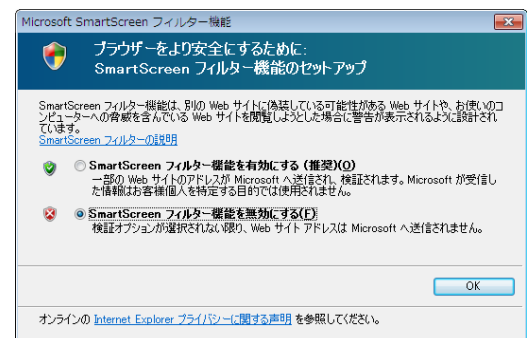 Microsoft SmartScreen フィルター機能
ブラウザーをより安全にするために:
SmartScreen フィルター機能のセットアップ
SmartScreen フィルター機能は、別の Web サイトに偽装している可能性がある Web サイトや、お使いのコ
ンピューターへの脅威を含んでいる Web サイトを閲覧しようとした場合に警告が表示されるように設計され
ています。
SmartScreen フィルターの説明
SmartScreen フィルター機能を有効にする (推奨)(O)
一部の Web サイトのアドレスが Microsoft へ送信され、検証されます。Microsoft が受信し
た情報はお客様個人を特定する目的では使用されません。
SmartScreen フィルター機能を無効にする(F)
検証オプションが選択されない限り、Web サイト アドレスは Microsoft へ送信されません。
OK
オンラインの Internet Explorer プライバシーに関する声明 を参照してください。